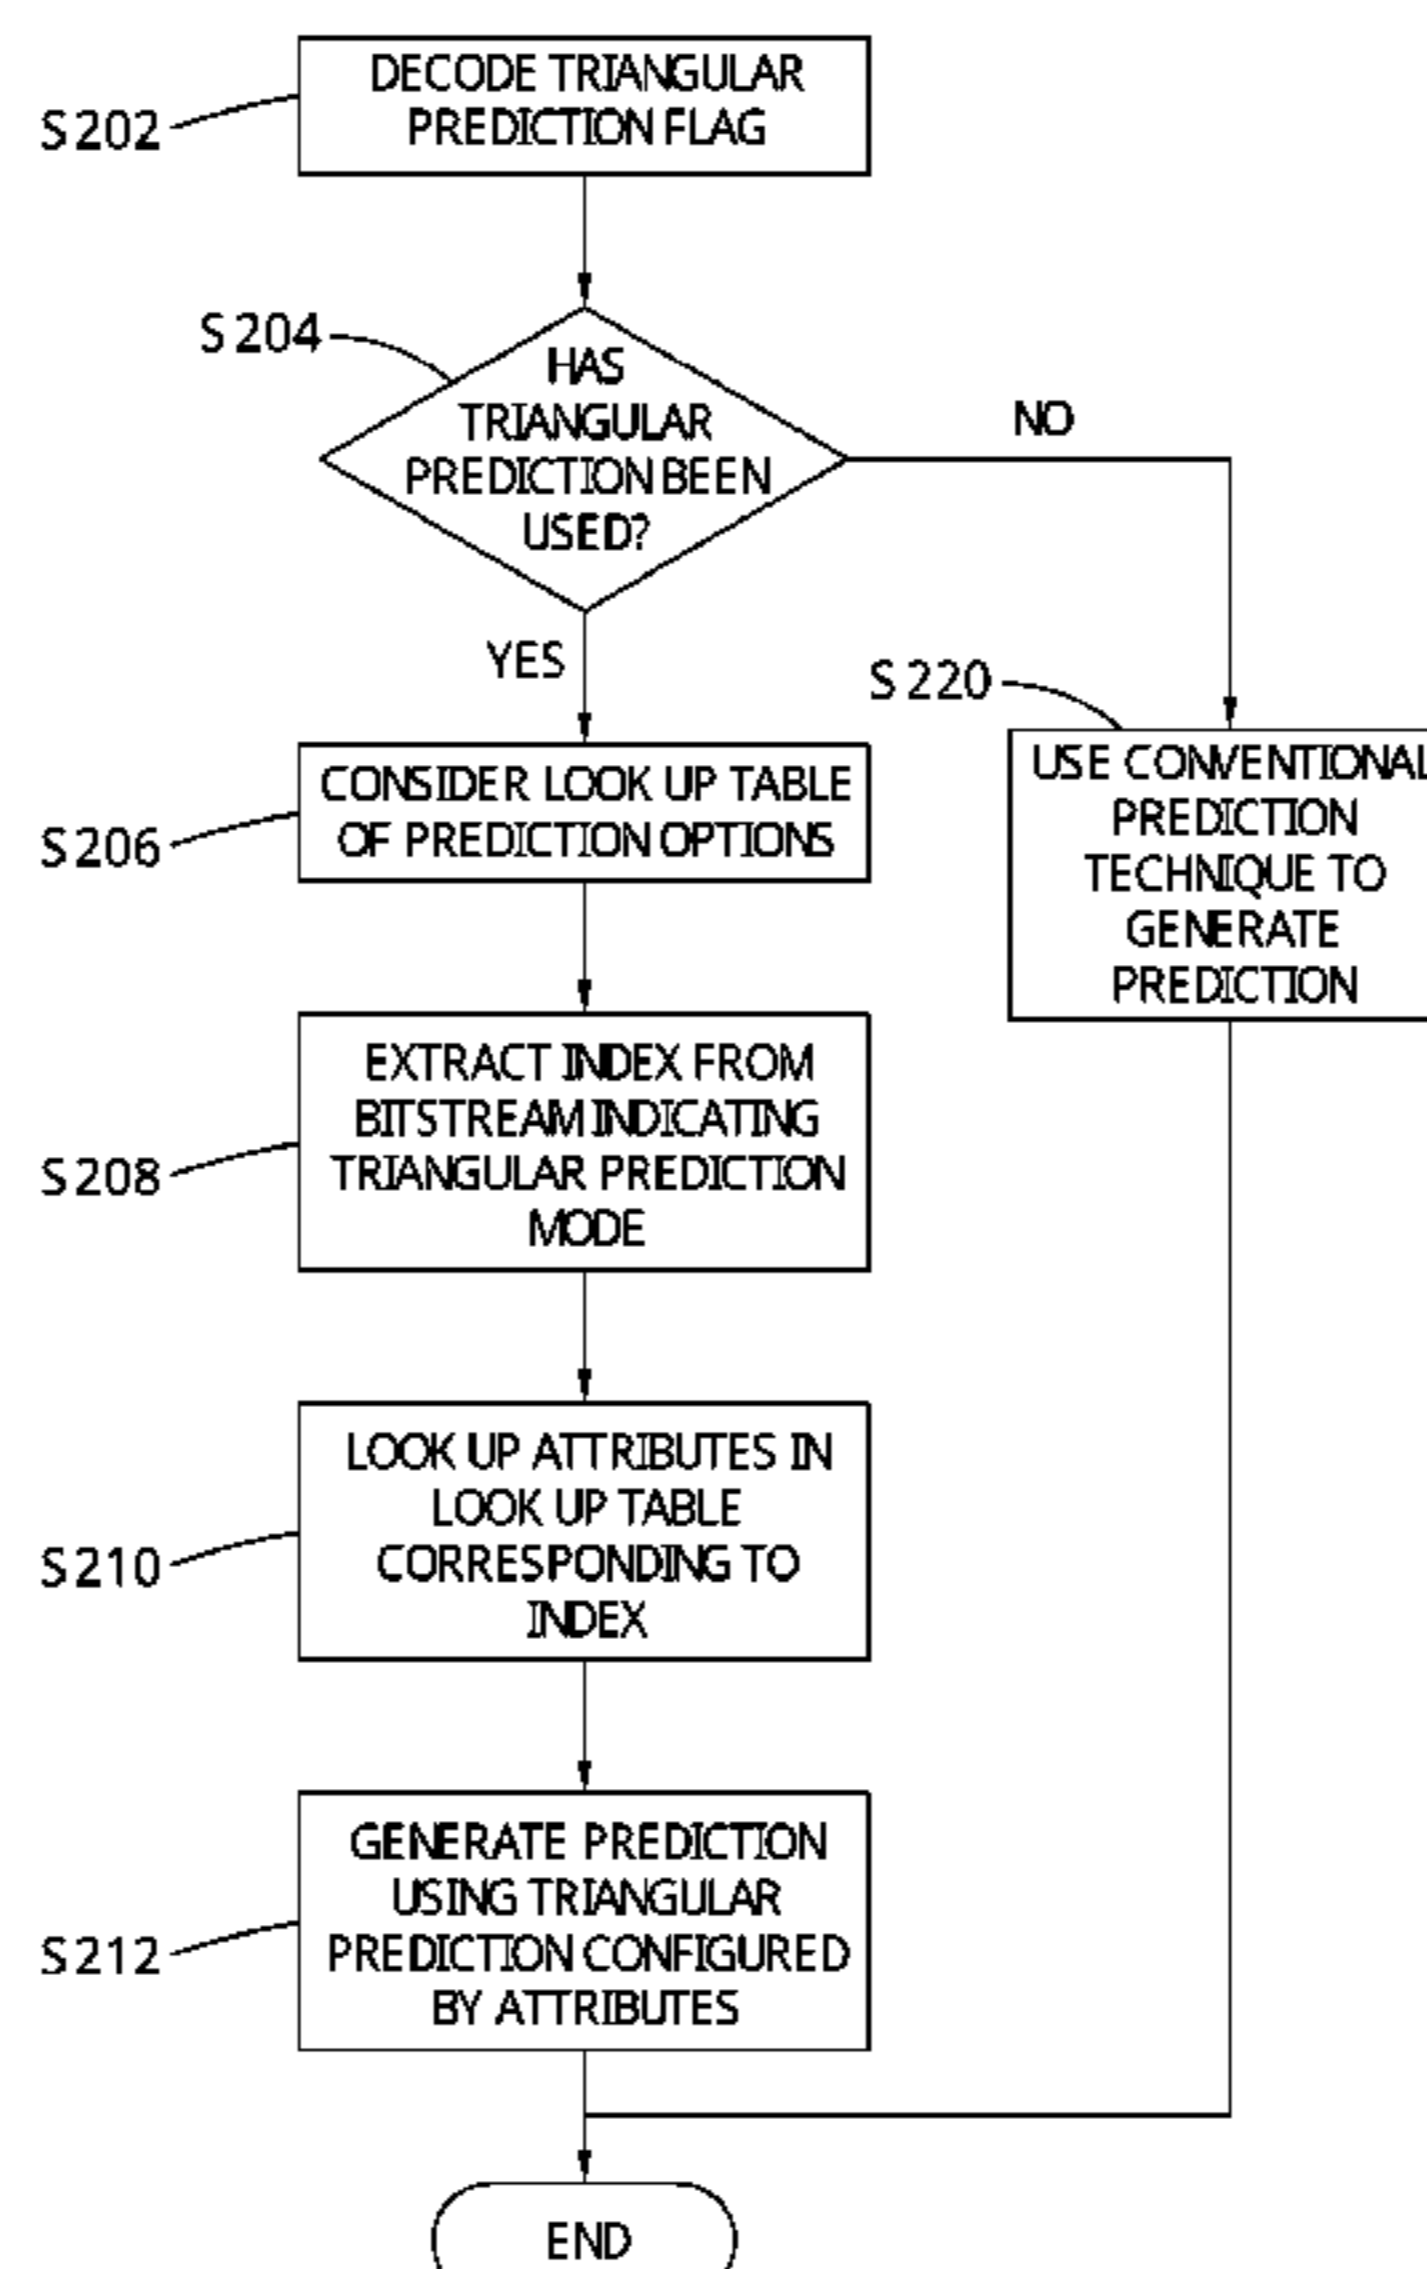 DECODE TRIANGULAR
PREDICTION FLAG
S202
S204
HAS
TRIANGULAR
PREDICTION BEEN
USED?
NO
YES
S220
CONSIDER LOOK UP TABLE
OF PREDICTION OPTIONS
S206
USE CONVENTIONAL
PREDICTION
TECHNIQUE TO
GENERATE
PREDICTION
EXTRACT INDEX FROM
BITSTREAM INDICATING
TRIANGULAR PREDICTION
MODE
S208
LOOK UP ATTRIBUTES IN
LOOK UP TABLE
CORRESPONDING TO
INDEX
S210
GENERATE PREDICTION
USING TRIANGULAR
PREDICTION CONFIGURED
BY ATTRIBUTES
S212
END